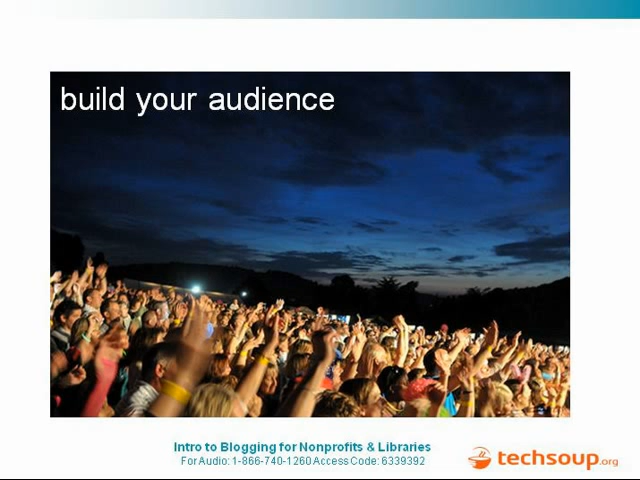 build your audience
Intro to Blogging for Nonprofits & Libraries
For Audio: 1-866-740-1260 Access Code: 6339392
techsoup.org